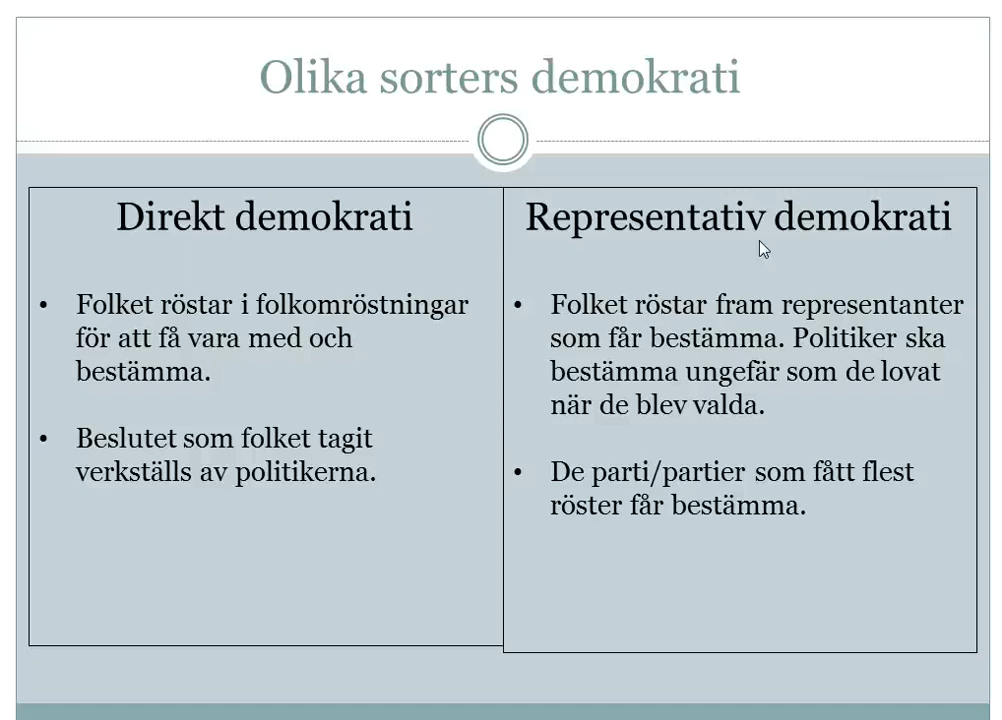 Olika sorters demokrati
Direkt demokrati
• Folket röstar i folkomröstningar
för att få vara med och
bestämma.
• Beslutet som folket tagit
verkställs av politikerna.
Representativ demokrati
• Folket röstar fram representanter
som får bestämma. Politiker ska
bestämma ungefär som de lovat
när de blev valda.
• De parti/partier som fått flest
röster får bestämma.